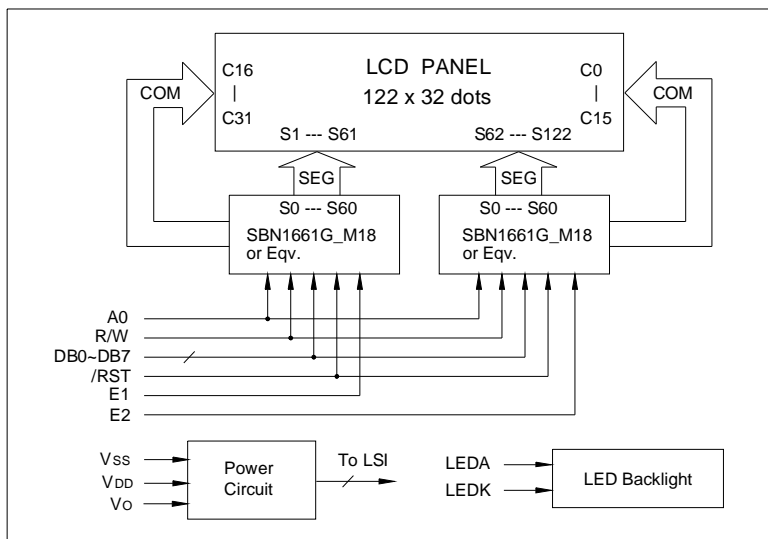 LCD PANEL
122 x 32 dots
C16
|
C31
C0
|
C15
COM
COM
S1 --- S61
S62 --- S122
SEG
SEG
S0 --- S60
SBN1661G_M18
or Eqv.
S0 --- S60
SBN1661G_M18
or Eqv.
A0
R/W
DB0~DB7
/RST
E1
E2
VSS
VDD
VO
Power
Circuit
To LSI
LEDA
LEDK
LED Backlight